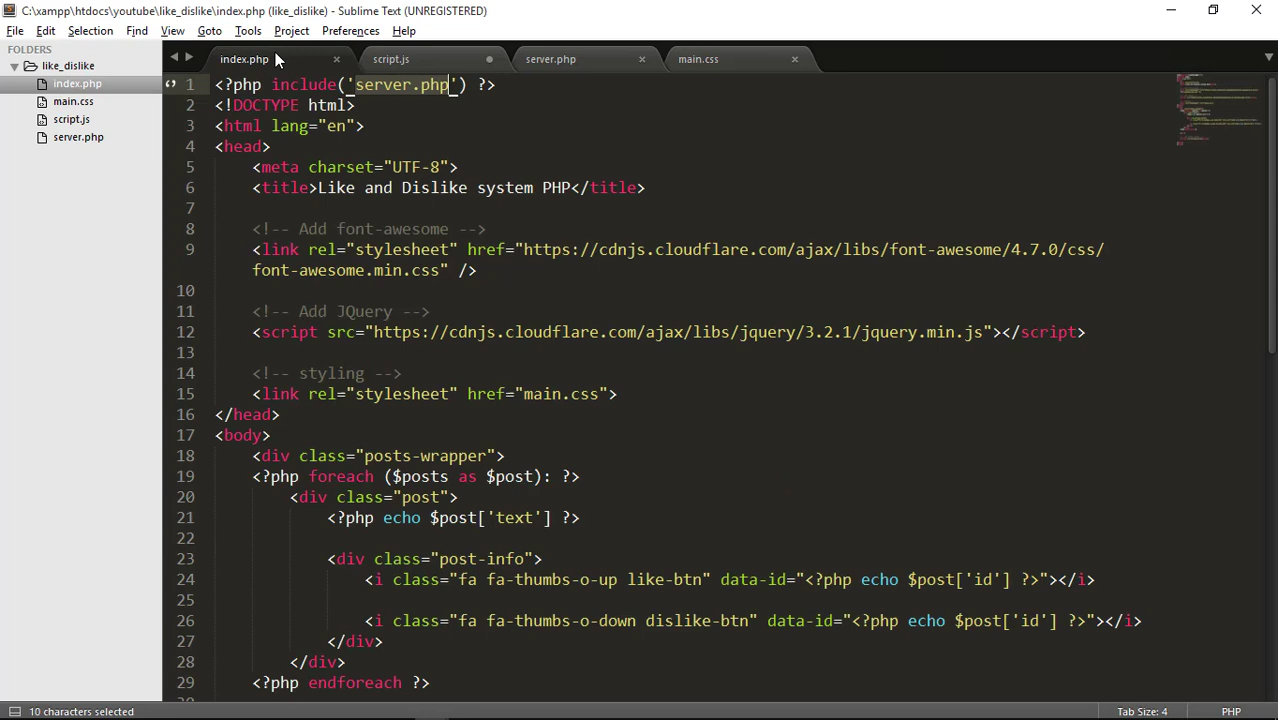 C:\xampp\htdocs\youtube\like_dislike\index.php (like_dislike) - Sublime Text (UNREGISTERED)
File Edit Selection Find View Goto Tools Project Preferences Help
FOLDERS
like_dislike
index.php
main.css
script.js
server.php
index.php script.js server.php main.css
1 <?php include('server.php') ?>
2 <!DOCTYPE html>
3 <html lang="en">
4 <head>
5 <meta charset="UTF-8">
6 <title>Like and Dislike system PHP</title>
7
8 <!-- Add font-awesome -->
9 <link rel="stylesheet" href="https://cdnjs.cloudflare.com/ajax/libs/font-awesome/4.7.0/css/
font-awesome.min.css" />
10
11 <!-- Add JQuery -->
12 <script src="https://cdnjs.cloudflare.com/ajax/libs/jquery/3.2.1/jquery.min.js"></script>
13
14 <!-- styling -->
15 <link rel="stylesheet" href="main.css">
16 </head>
17 <body>
18 <div class="posts-wrapper">
19 <?php foreach ($posts as $post): ?>
20 <div class="post">
21 <?php echo $post['text'] ?>
22
23 <div class="post-info">
24 <i class="fa fa-thumbs-o-up like-btn" data-id="<?php echo $post['id'] ?>"></i>
25
26 <i class="fa fa-thumbs-o-down dislike-btn" data-id="<?php echo $post['id'] ?>"></i>
27 </div>
28 </div>
29 <?php endforeach ?>
10 characters selected Tab Size: 4 PHP